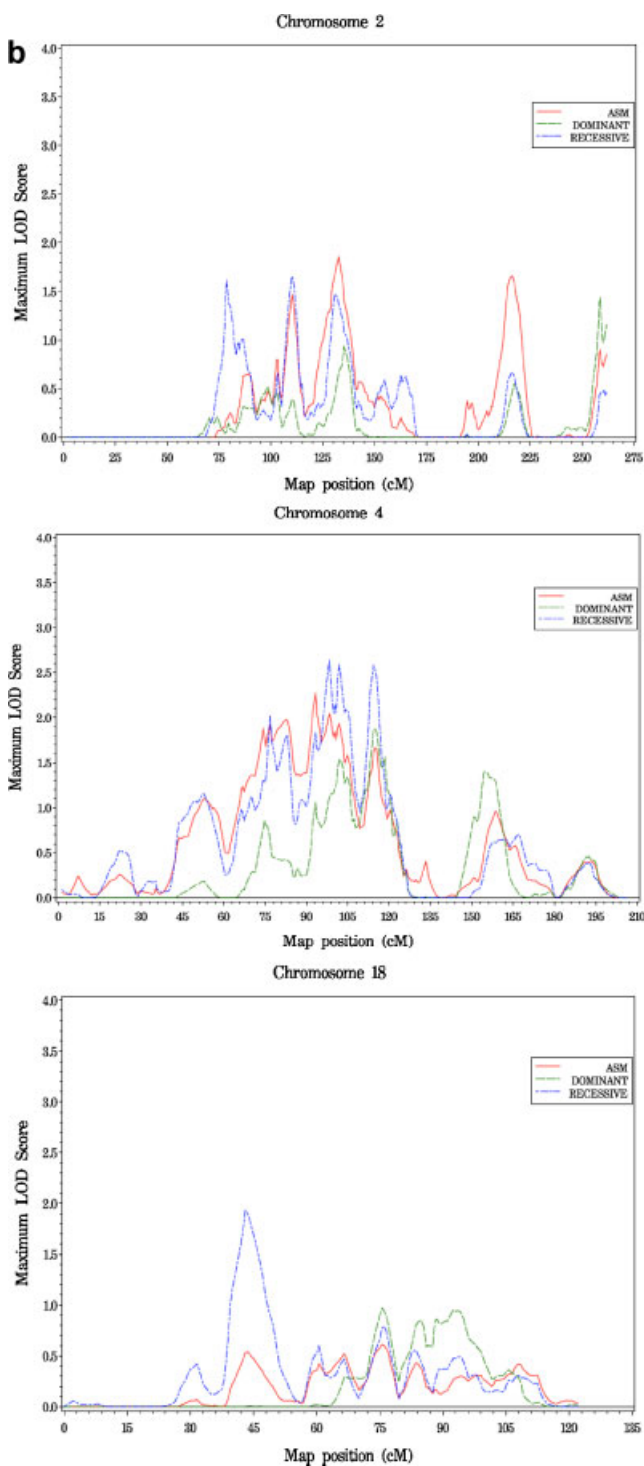 Chromosome 2
b
4.0
3.5
3.0
2.5
2.0
1.5
1.0
0.5
0.0
Maximum LOD Score
ASM
DOMINANT
RECESSIVE
0 25 50 75 100 125 150 175 200 225 250 275
Map position (cM)
Chromosome 4
4.0
3.5
3.0
2.5
2.0
1.5
1.0
0.5
0.0
Maximum LOD Score
ASM
DOMINANT
RECESSIVE
0 15 30 45 60 75 90 105 120 135 150 165 180 195 210
Map position (cM)
Chromosome 18
4.0
3.5
3.0
2.5
2.0
1.5
1.0
0.5
0.0
Maximum LOD Score
ASM
DOMINANT
RECESSIVE
0 15 30 45 60 75 90 105 120 135
Map position (cM)